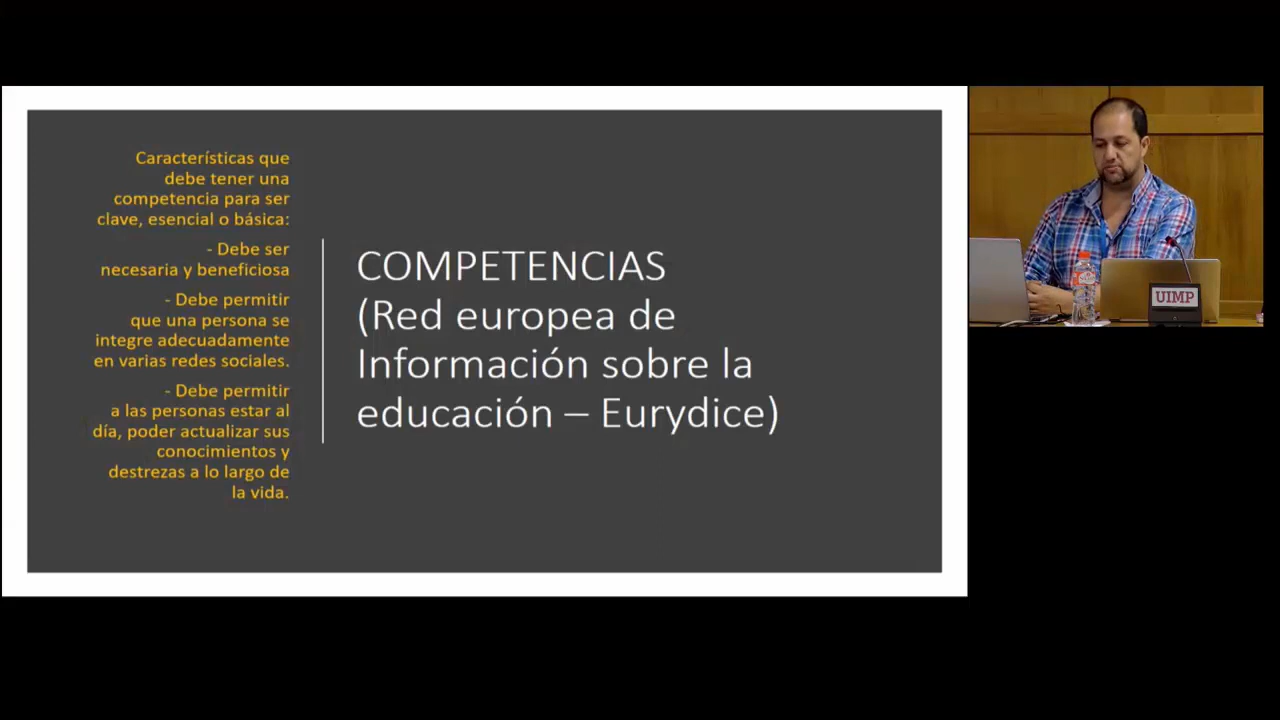 Características que
debe tener una
competencia para ser
clave, esencial o básica:
- Debe ser
necesaria y beneficiosa
- Debe permitir
que una persona se
integre adecuadamente
en varias redes sociales.
- Debe permitir
a las personas estar al
día, poder actualizar sus
conocimientos y
destrezas a lo largo de
la vida.
COMPETENCIAS
(Red europea de
Información sobre la
educación – Eurydice)
UIMP